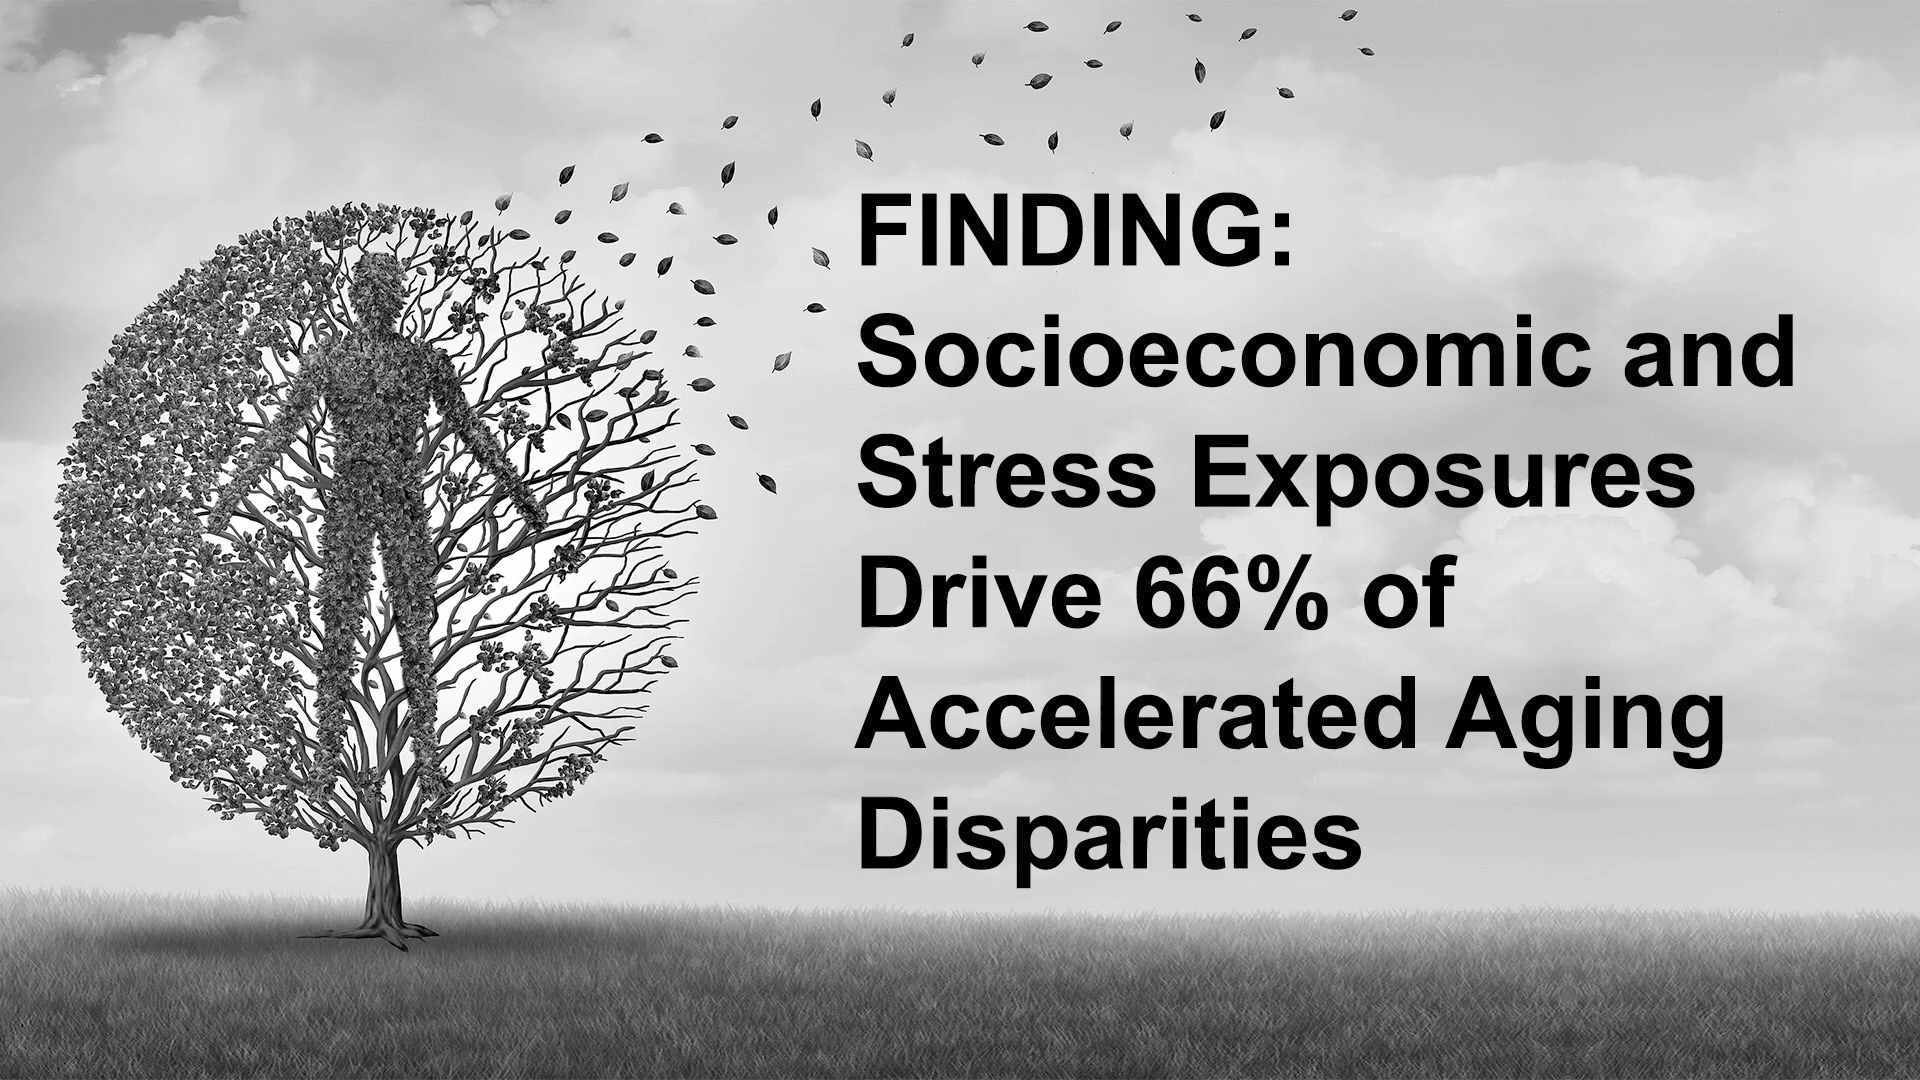 FINDING:
Socioeconomic and
Stress Exposures
Drive 66% of
Accelerated Aging
Disparities